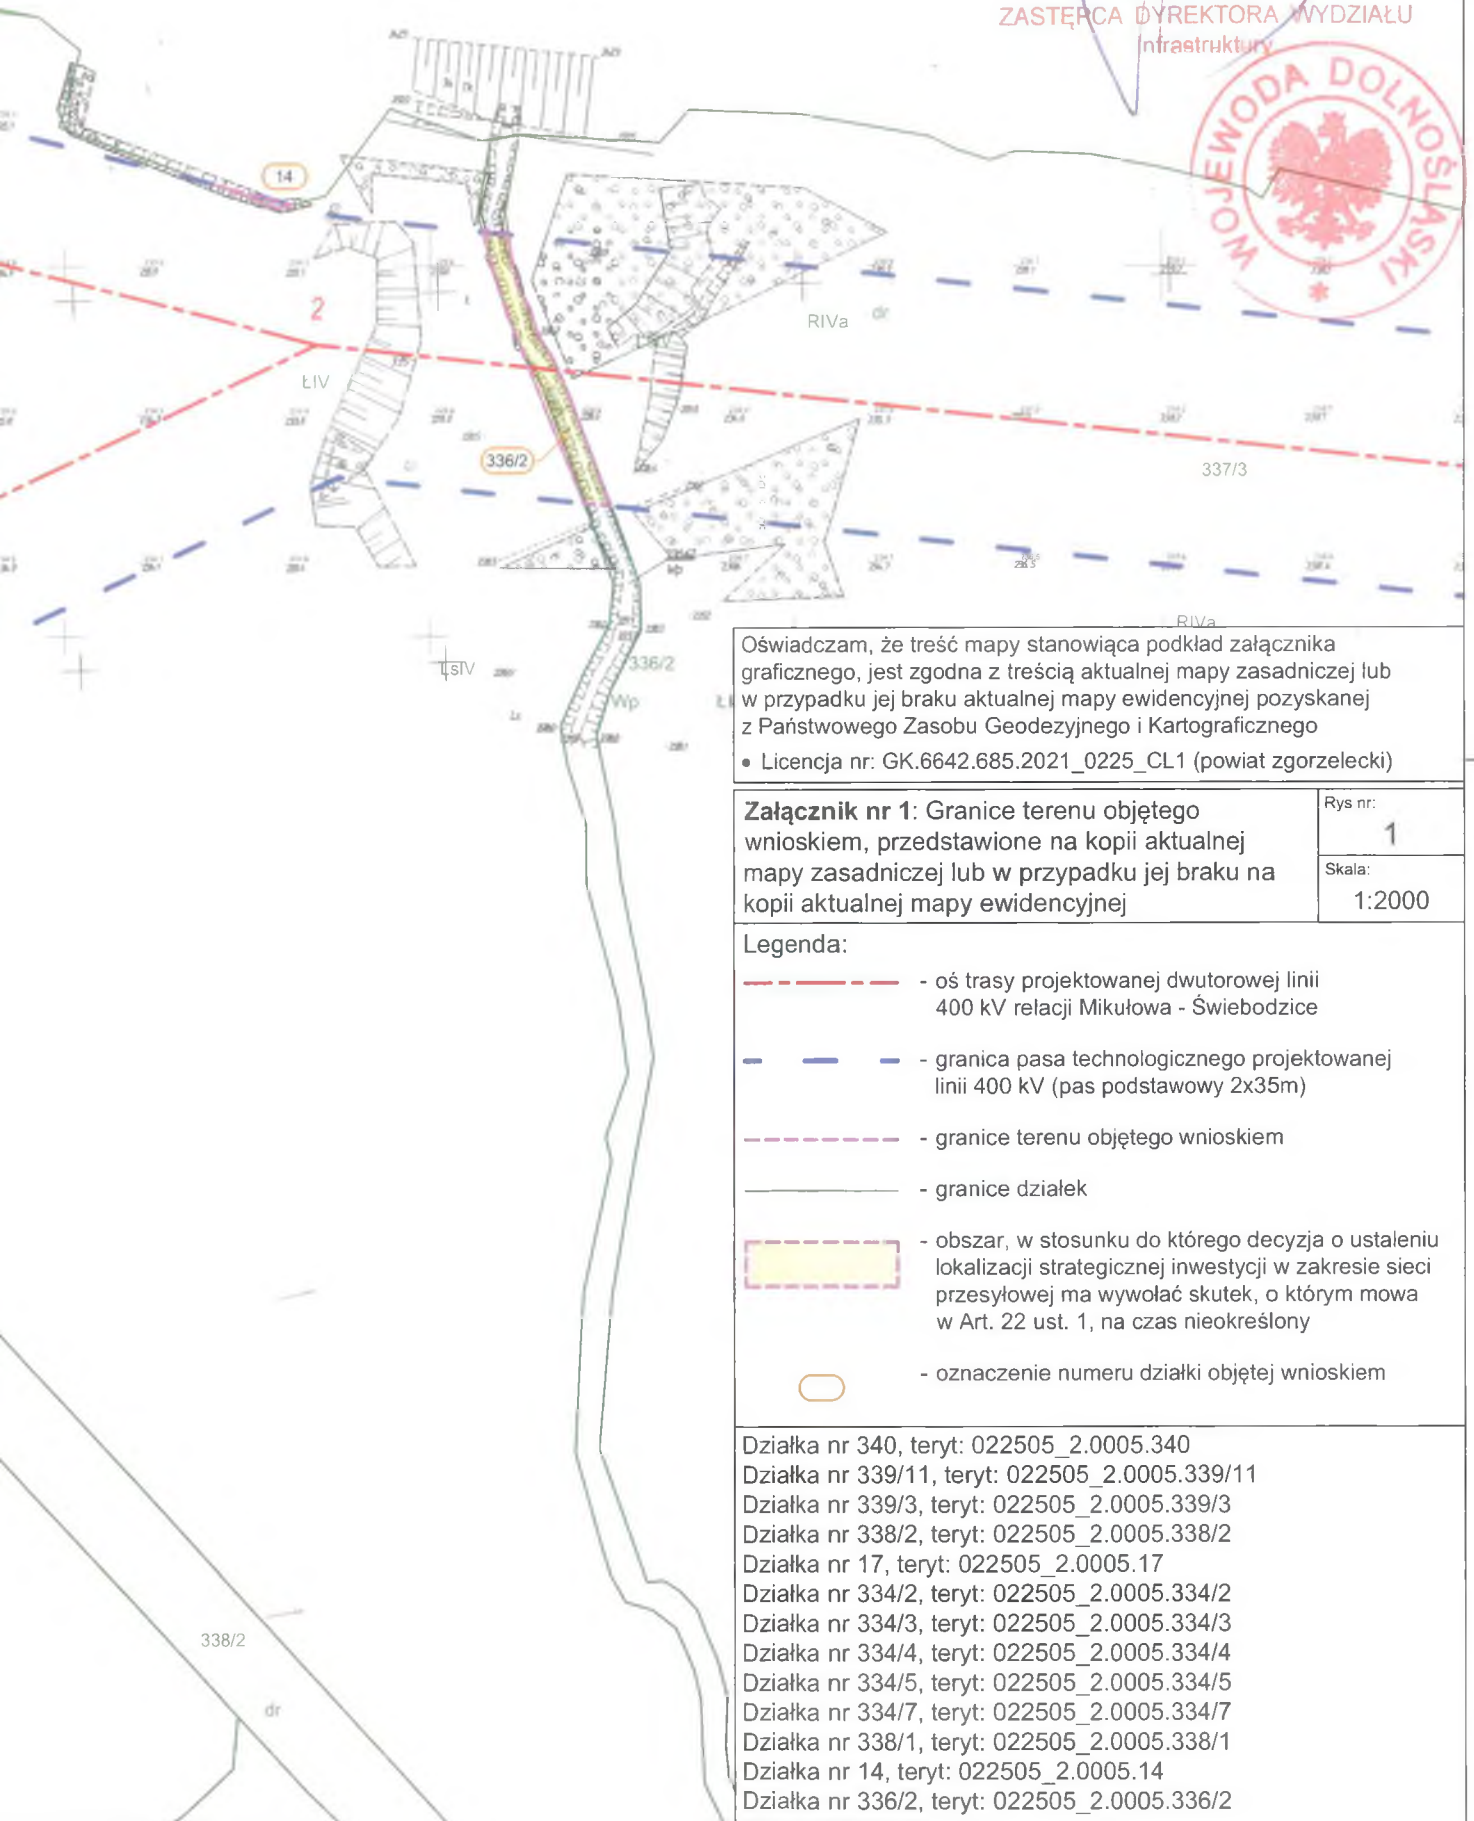 ZASTĘPCA DYREKTORA WYDZIAŁU
Infrastruktury
WOJEWODA DOLNOŚLĄSKI
14
2
RIVa
dr
ŁIV
336/2
337/3
RIVa
LsIV
336/2
Wp
Oświadczam, że treść mapy stanowiąca podkład załącznika
graficznego, jest zgodna z treścią aktualnej mapy zasadniczej lub
w przypadku jej braku aktualnej mapy ewidencyjnej pozyskanej
z Państwowego Zasobu Geodezyjnego i Kartograficznego
• Licencja nr: GK.6642.685.2021_0225_CL1 (powiat zgorzelecki)
Załącznik nr 1: Granice terenu objętego
wnioskiem, przedstawione na kopii aktualnej
mapy zasadniczej lub w przypadku jej braku na
kopii aktualnej mapy ewidencyjnej
Rys nr:
1
Skala:
1:2000
Legenda:
- oś trasy projektowanej dwutorowej linii
400 kV relacji Mikułowa - Świebodzice
- granica pasa technologicznego projektowanej
linii 400 kV (pas podstawowy 2x35m)
- granice terenu objętego wnioskiem
- granice działek
- obszar, w stosunku do którego decyzja o ustaleniu
lokalizacji strategicznej inwestycji w zakresie sieci
przesyłowej ma wywołać skutek, o którym mowa
w Art. 22 ust. 1, na czas nieokreślony
- oznaczenie numeru działki objętej wnioskiem
Działka nr 340, teryt: 022505_2.0005.340
Działka nr 339/11, teryt: 022505_2.0005.339/11
Działka nr 339/3, teryt: 022505_2.0005.339/3
Działka nr 338/2, teryt: 022505_2.0005.338/2
Działka nr 17, teryt: 022505_2.0005.17
Działka nr 334/2, teryt: 022505_2.0005.334/2
Działka nr 334/3, teryt: 022505_2.0005.334/3
Działka nr 334/4, teryt: 022505_2.0005.334/4
Działka nr 334/5, teryt: 022505_2.0005.334/5
Działka nr 334/7, teryt: 022505_2.0005.334/7
Działka nr 338/1, teryt: 022505_2.0005.338/1
Działka nr 14, teryt: 022505_2.0005.14
Działka nr 336/2, teryt: 022505_2.0005.336/2
338/2
dr